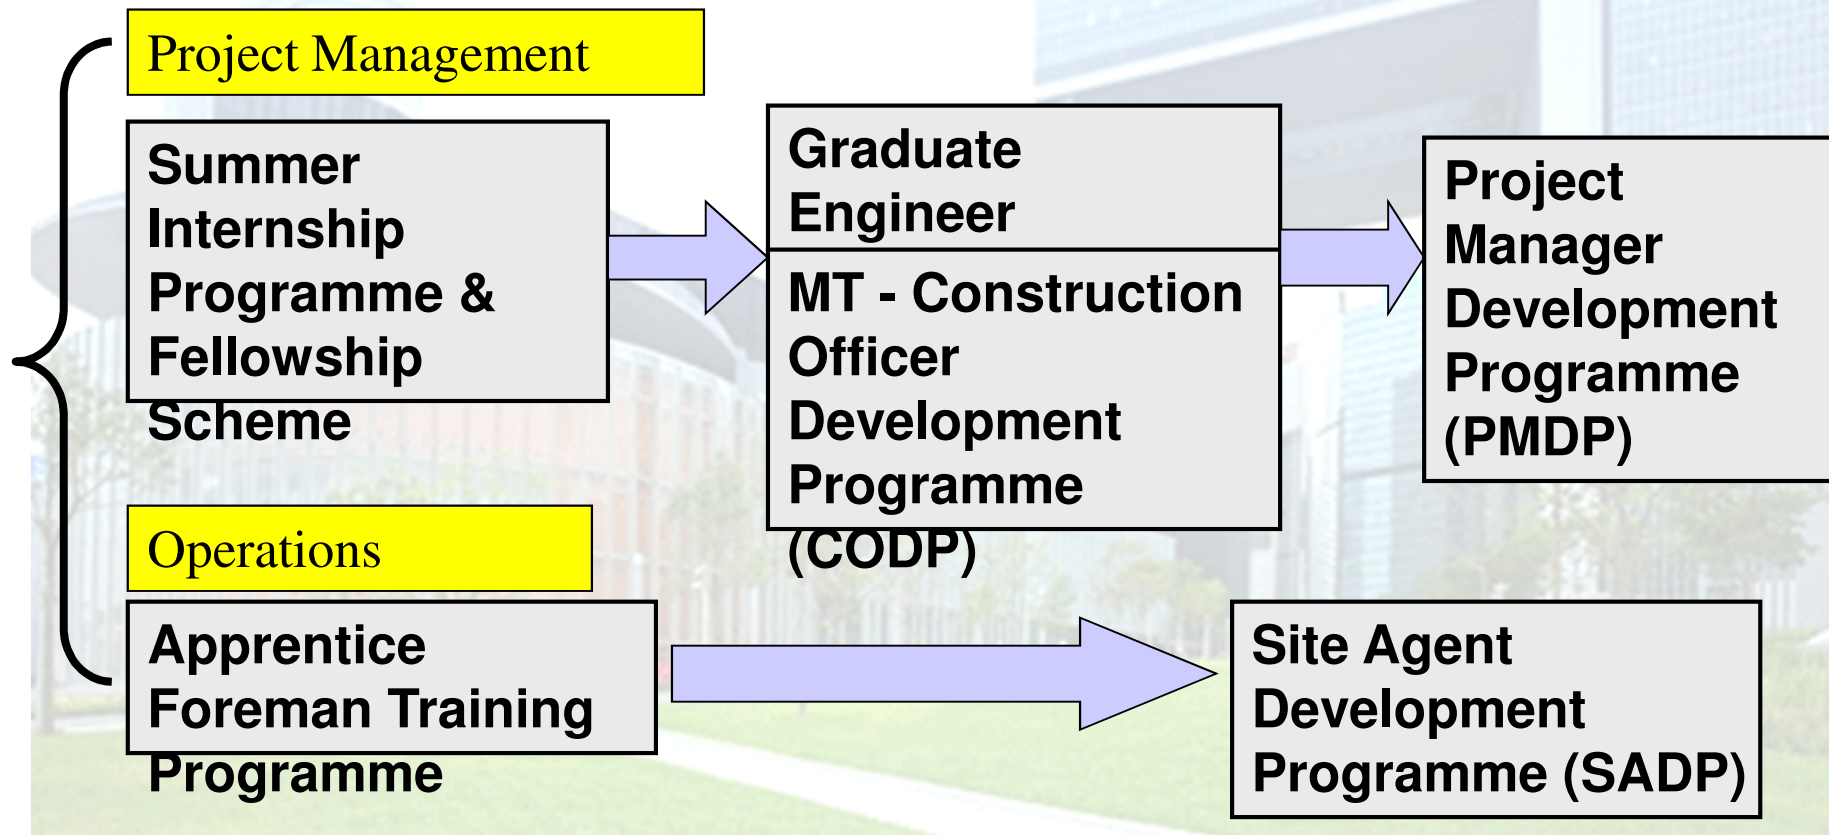 Project Management
Summer
Internship
Programme &
Fellowship
Scheme
Graduate
Engineer
MT - Construction
Officer
Development
Programme
(CODP)
Project
Manager
Development
Programme
(PMDP)
Operations
Apprentice
Foreman Training
Programme
Site Agent
Development
Programme (SADP)